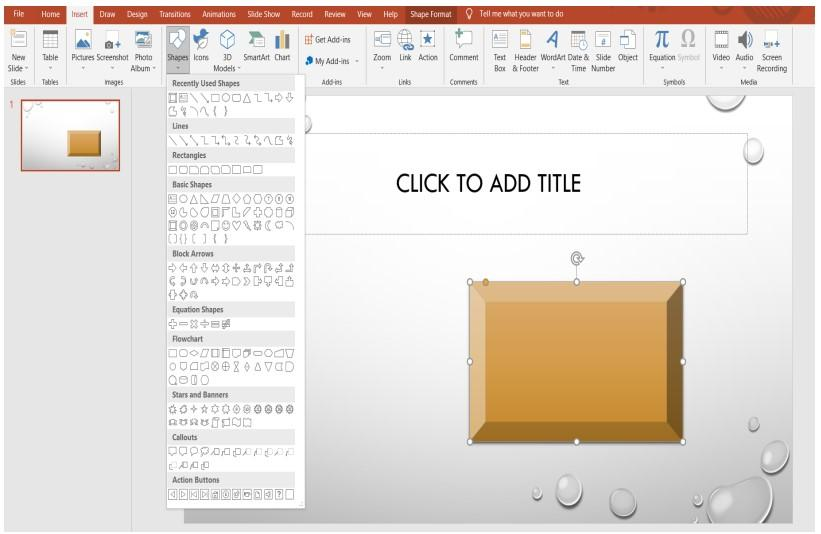 File Home Insert Draw Design Transitions Animations Slide Show Record Review View Help Shape Format Tell me what you want to do
New Slide
Table
Pictures
Screenshot
Photo Album
Shapes
Icons
3D Models
SmartArt
Chart
Get Add-ins
My Add-ins
Zoom
Link
Action
Comment
Text Box
Header & Footer
WordArt
Date & Time
Slide Number
Object
Equation
Symbol
Video
Audio
Screen Recording
Slides Tables Images Add-ins Links Comments Text Symbols Media
1
Recently Used Shapes
Lines
Rectangles
Basic Shapes
Block Arrows
Equation Shapes
Flowchart
Stars and Banners
Callouts
Action Buttons
CLICK TO ADD TITLE